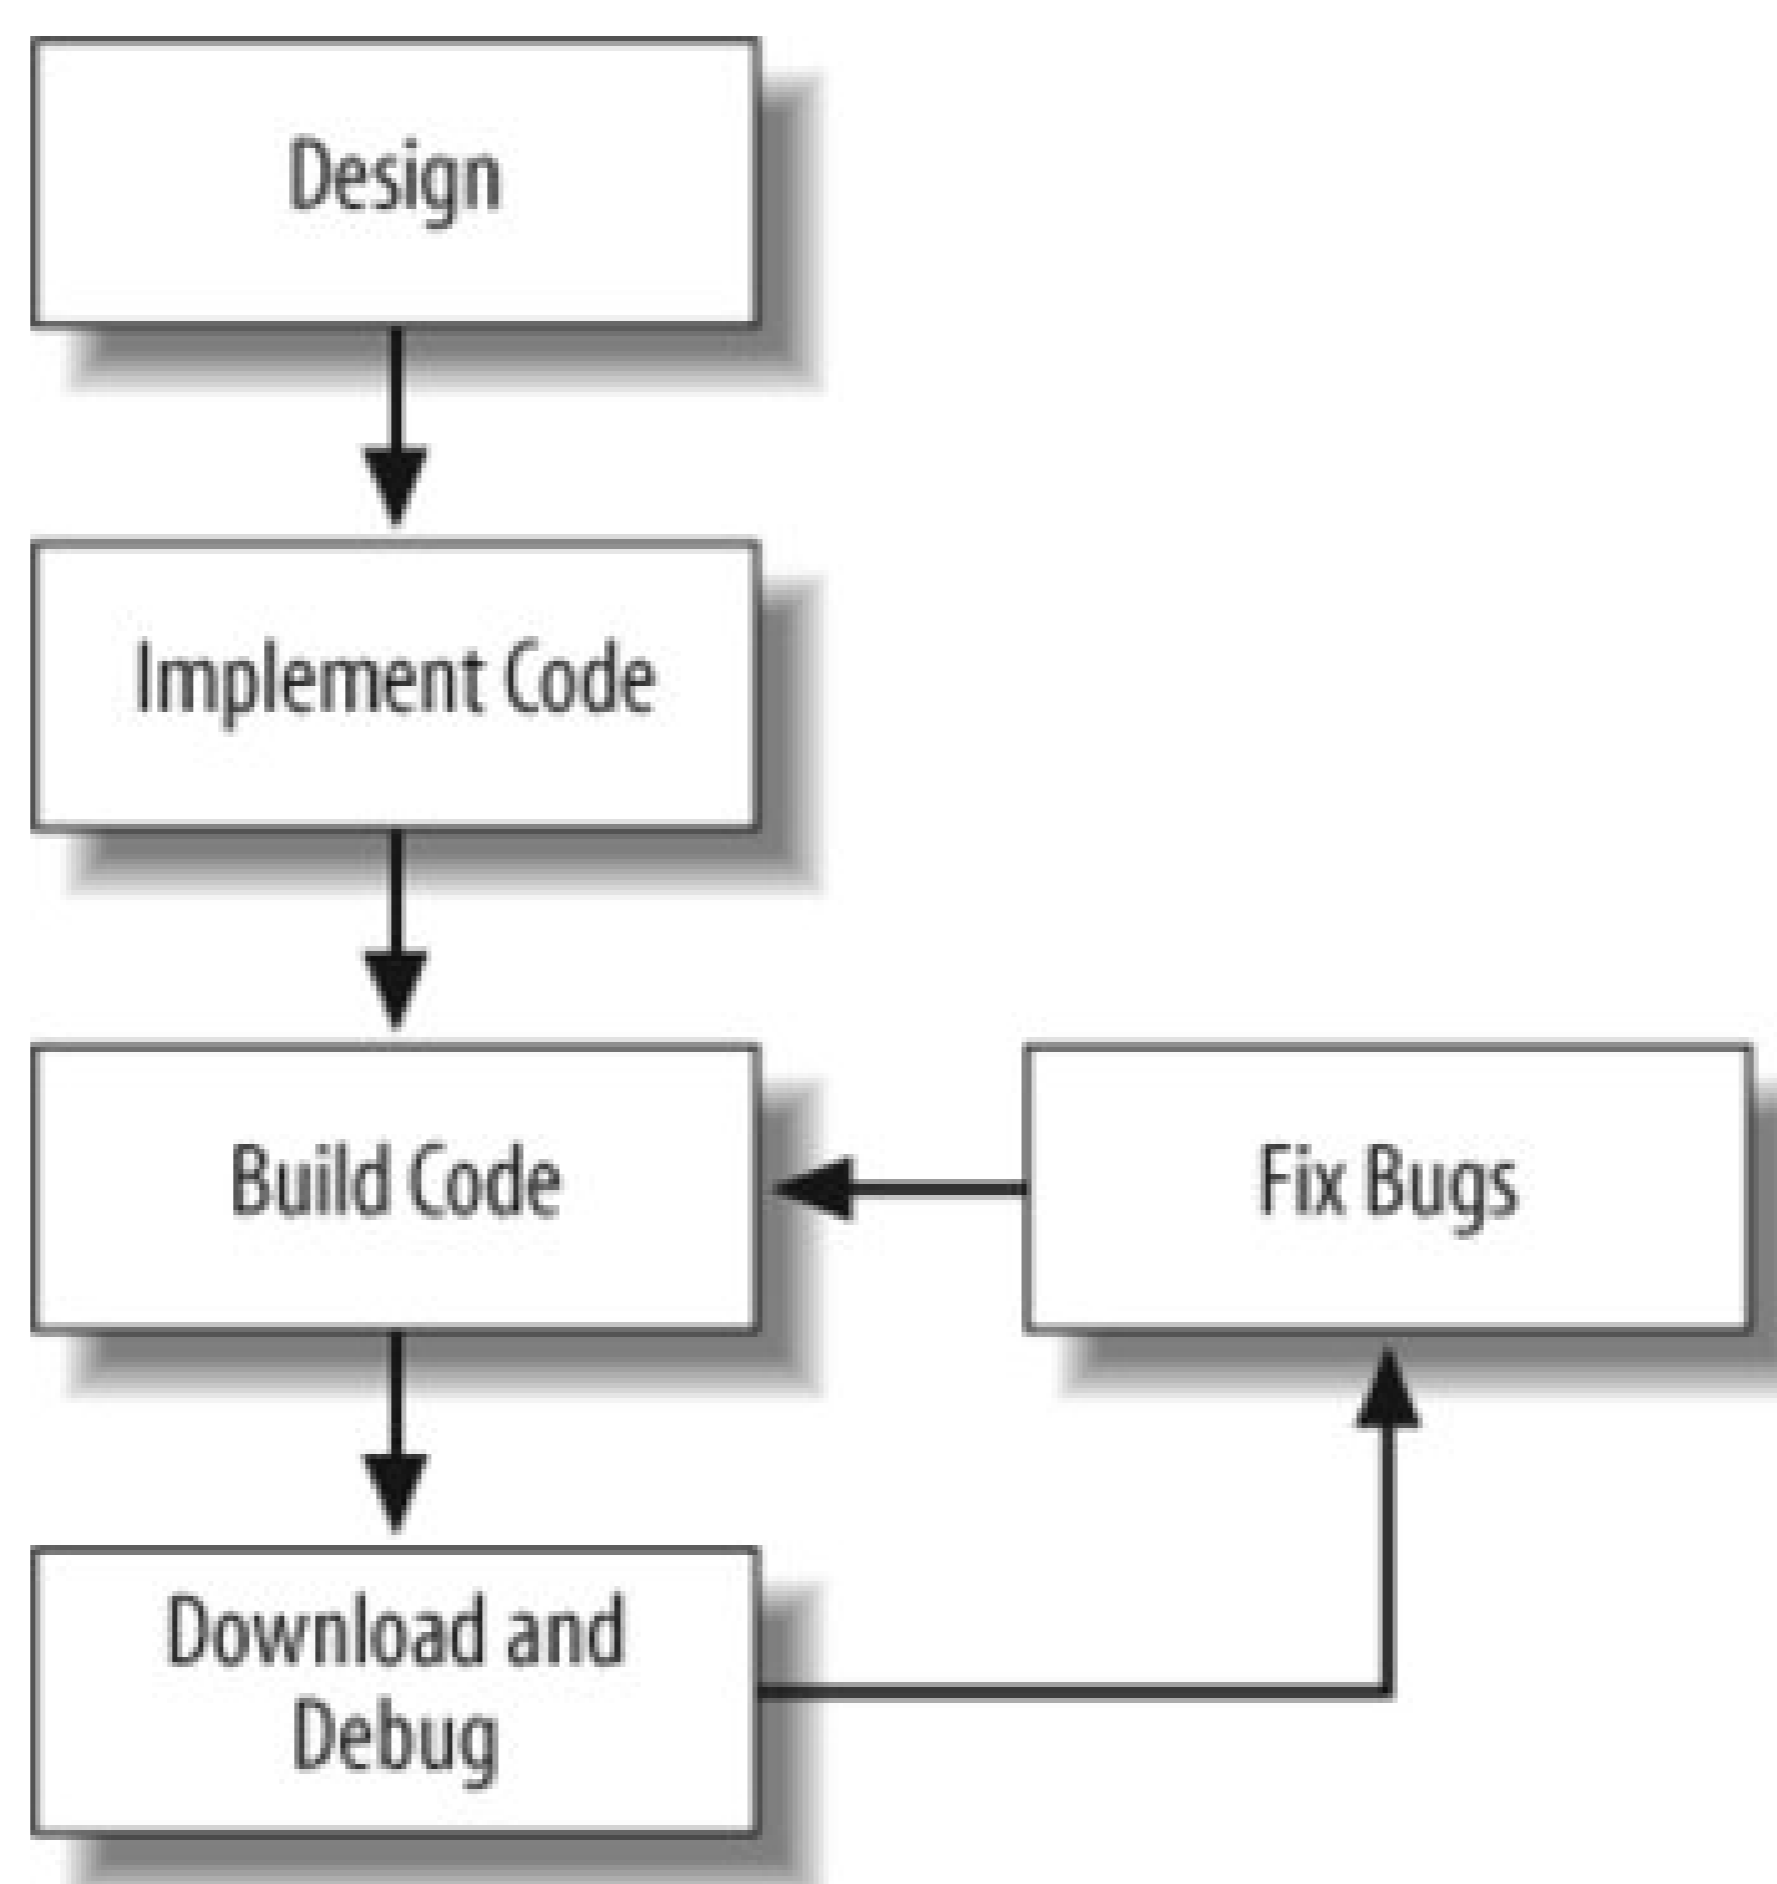 Design
Implement Code
Build Code
Fix Bugs
Download and
Debug